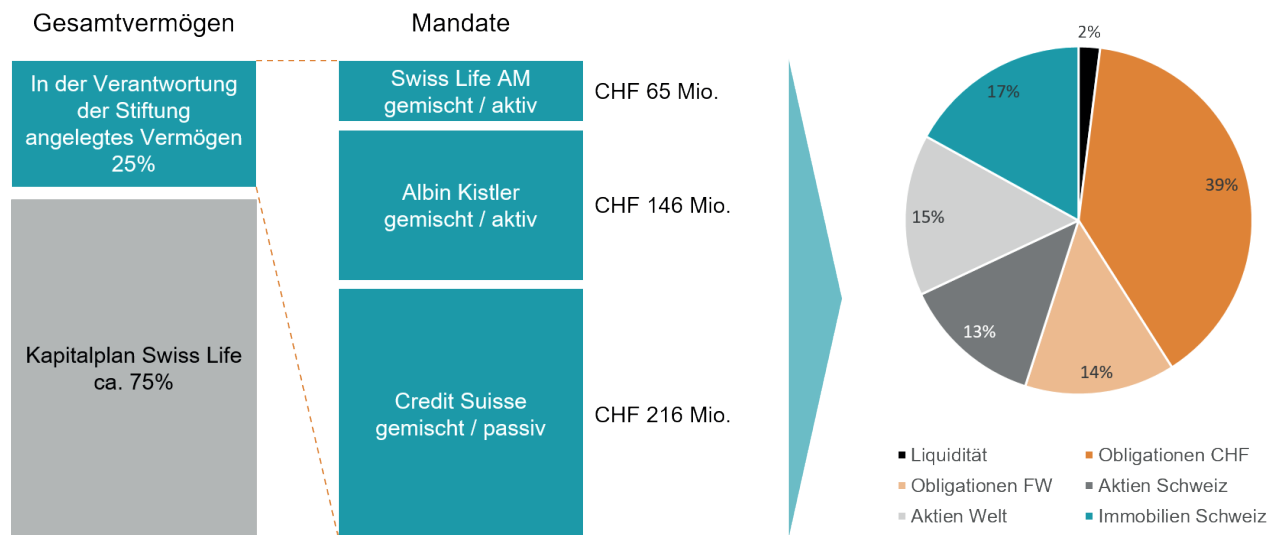 Gesamtvermögen
In der Verantwortung
der Stiftung
angelegtes Vermögen
25%
Kapitalplan Swiss Life
ca. 75%
Mandate
Swiss Life AM
gemischt / aktiv
CHF 65 Mio.
Albin Kistler
gemischt / aktiv
CHF 146 Mio.
Credit Suisse
gemischt / passiv
CHF 216 Mio.
2%
39%
14%
13%
15%
17%
Liquidität
Obligationen CHF
Obligationen FW
Aktien Schweiz
Aktien Welt
Immobilien Schweiz